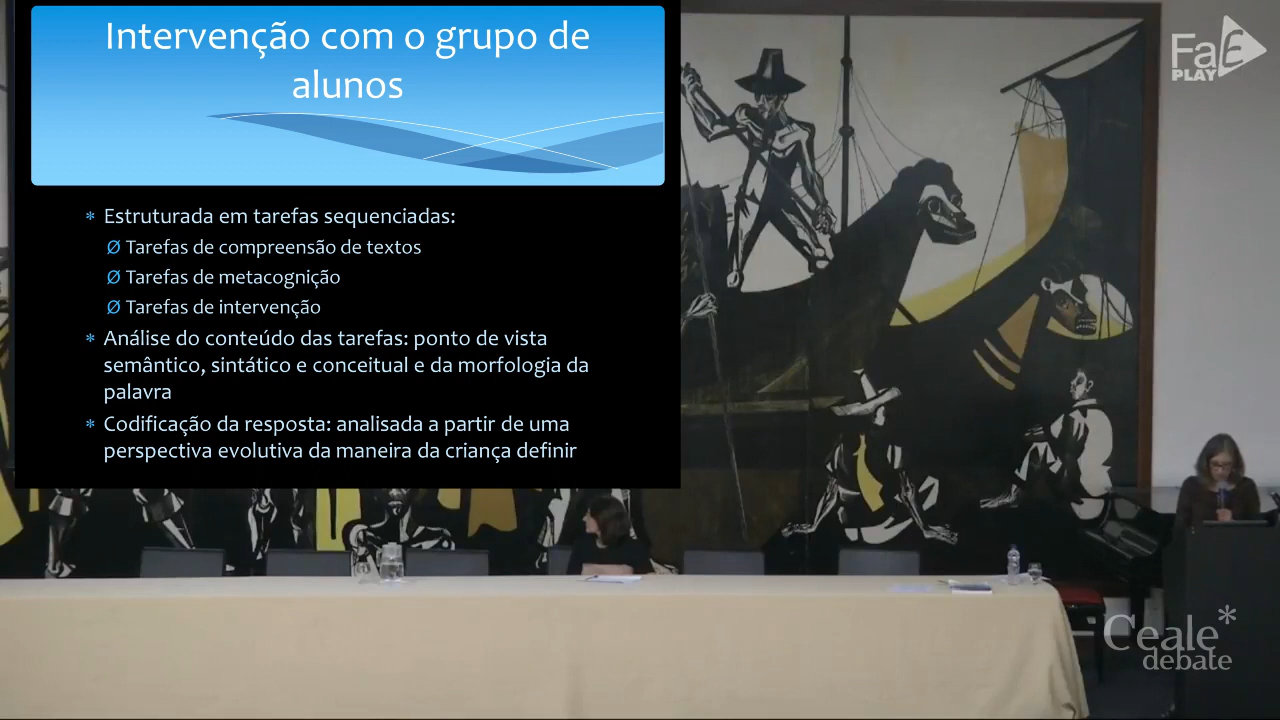 Intervenção com o grupo de
alunos
* Estruturada em tarefas sequenciadas:
Ø Tarefas de compreensão de textos
Ø Tarefas de metacognição
Ø Tarefas de intervenção
* Análise do conteúdo das tarefas: ponto de vista
semântico, sintático e conceitual e da morfologia da
palavra
* Codificação da resposta: analisada a partir de uma
perspectiva evolutiva da maneira da criança definir
FaE
PLAY
Ceale*
debate